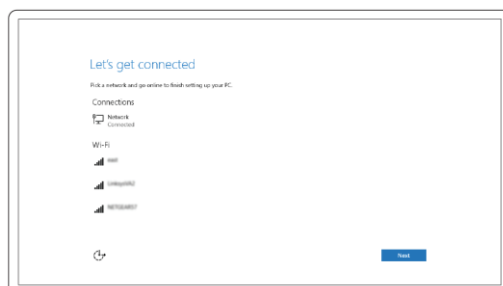 Let's get connected
Pick a network and go online to finish setting up your PC.
Connections
Network
Connected
Wi-Fi
Next